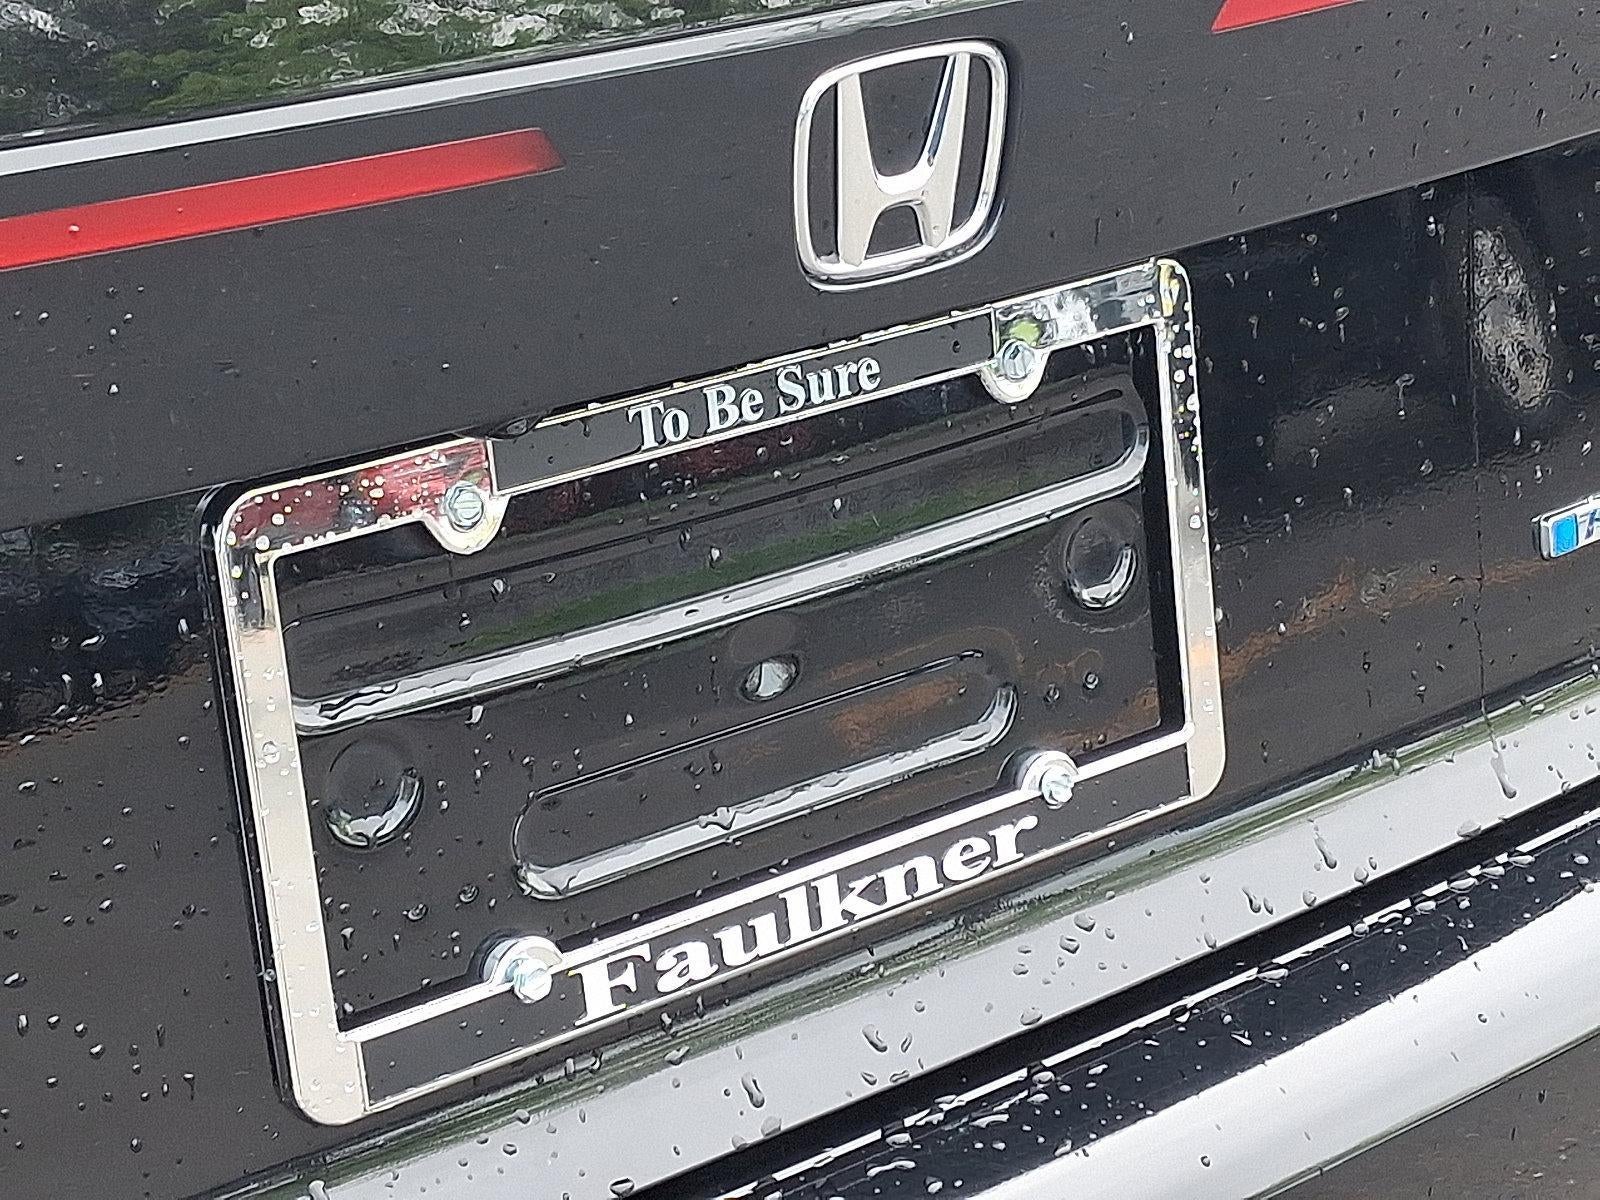 To Be Sure
Faulkner